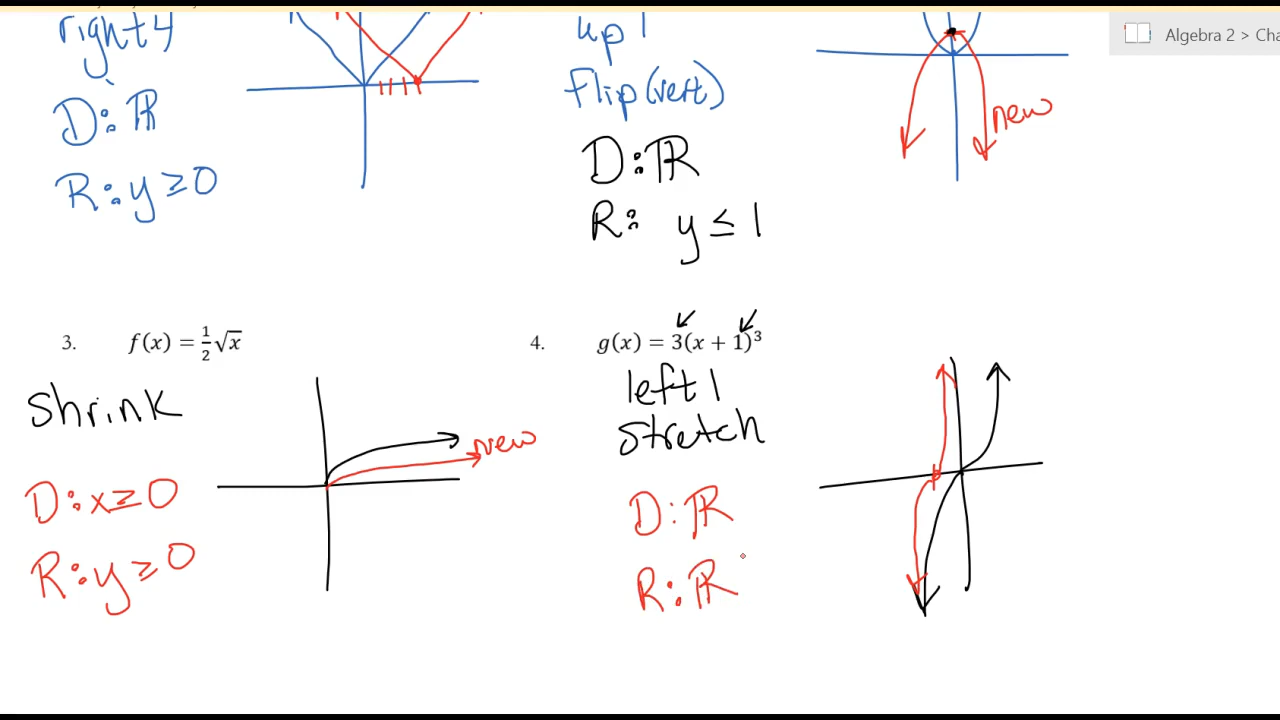 Algebra 2 > Cha
right 4
D: ℝ
R: y ≥ 0
up 1
flip (vert)
D: ℝ
R: y ≤ 1
new
3. f(x) = 1/2 √x
shrink
D: x ≥ 0
R: y ≥ 0
new
4. g(x) = 3(x + 1)³
left 1
stretch
D: ℝ
R: ℝ